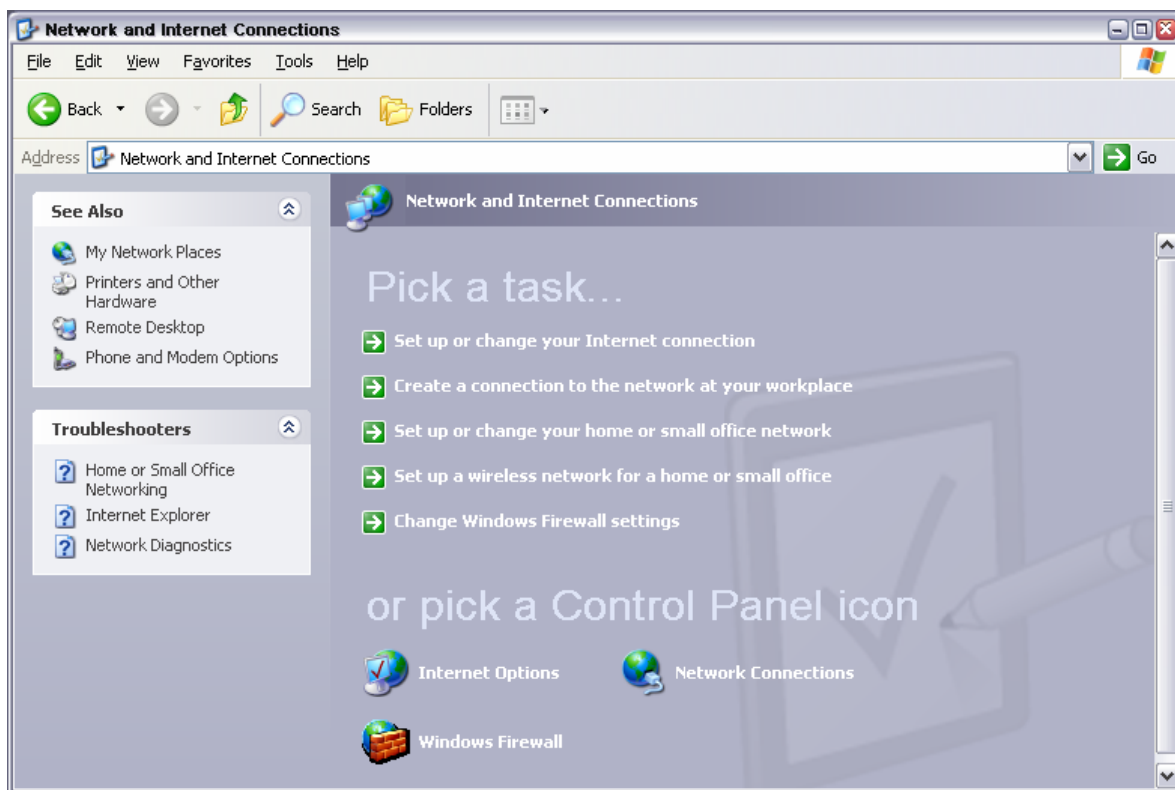 Network and Internet Connections
File Edit View Favorites Tools Help
Back Search Folders
Address Network and Internet Connections Go
See Also
My Network Places
Printers and Other
Hardware
Remote Desktop
Phone and Modem Options
Troubleshooters
Home or Small Office
Networking
Internet Explorer
Network Diagnostics
Network and Internet Connections
Pick a task...
Set up or change your Internet connection
Create a connection to the network at your workplace
Set up or change your home or small office network
Set up a wireless network for a home or small office
Change Windows Firewall settings
or pick a Control Panel icon
Internet Options Network Connections
Windows Firewall